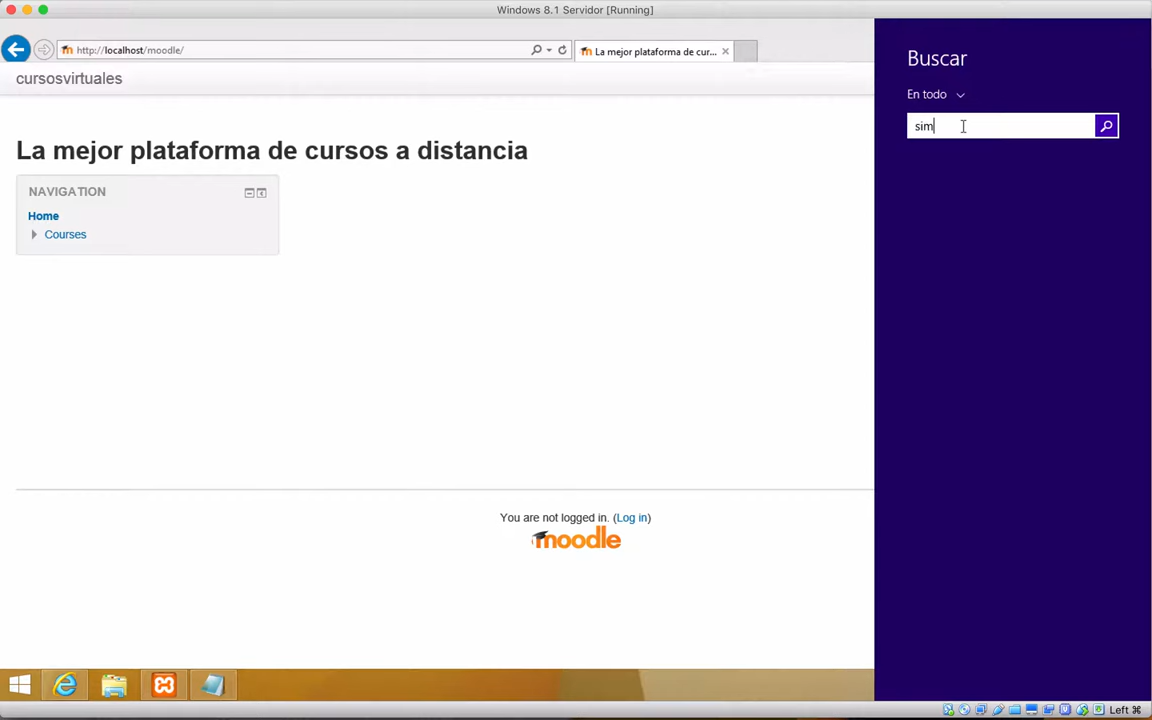 Windows 8.1 Servidor [Running]
http://localhost/moodle/
La mejor plataforma de cur...
cursosvirtuales
La mejor plataforma de cursos a distancia
NAVIGATION
Home
Courses
You are not logged in. (Log in)
moodle
Buscar
En todo
sim
Left ⌘